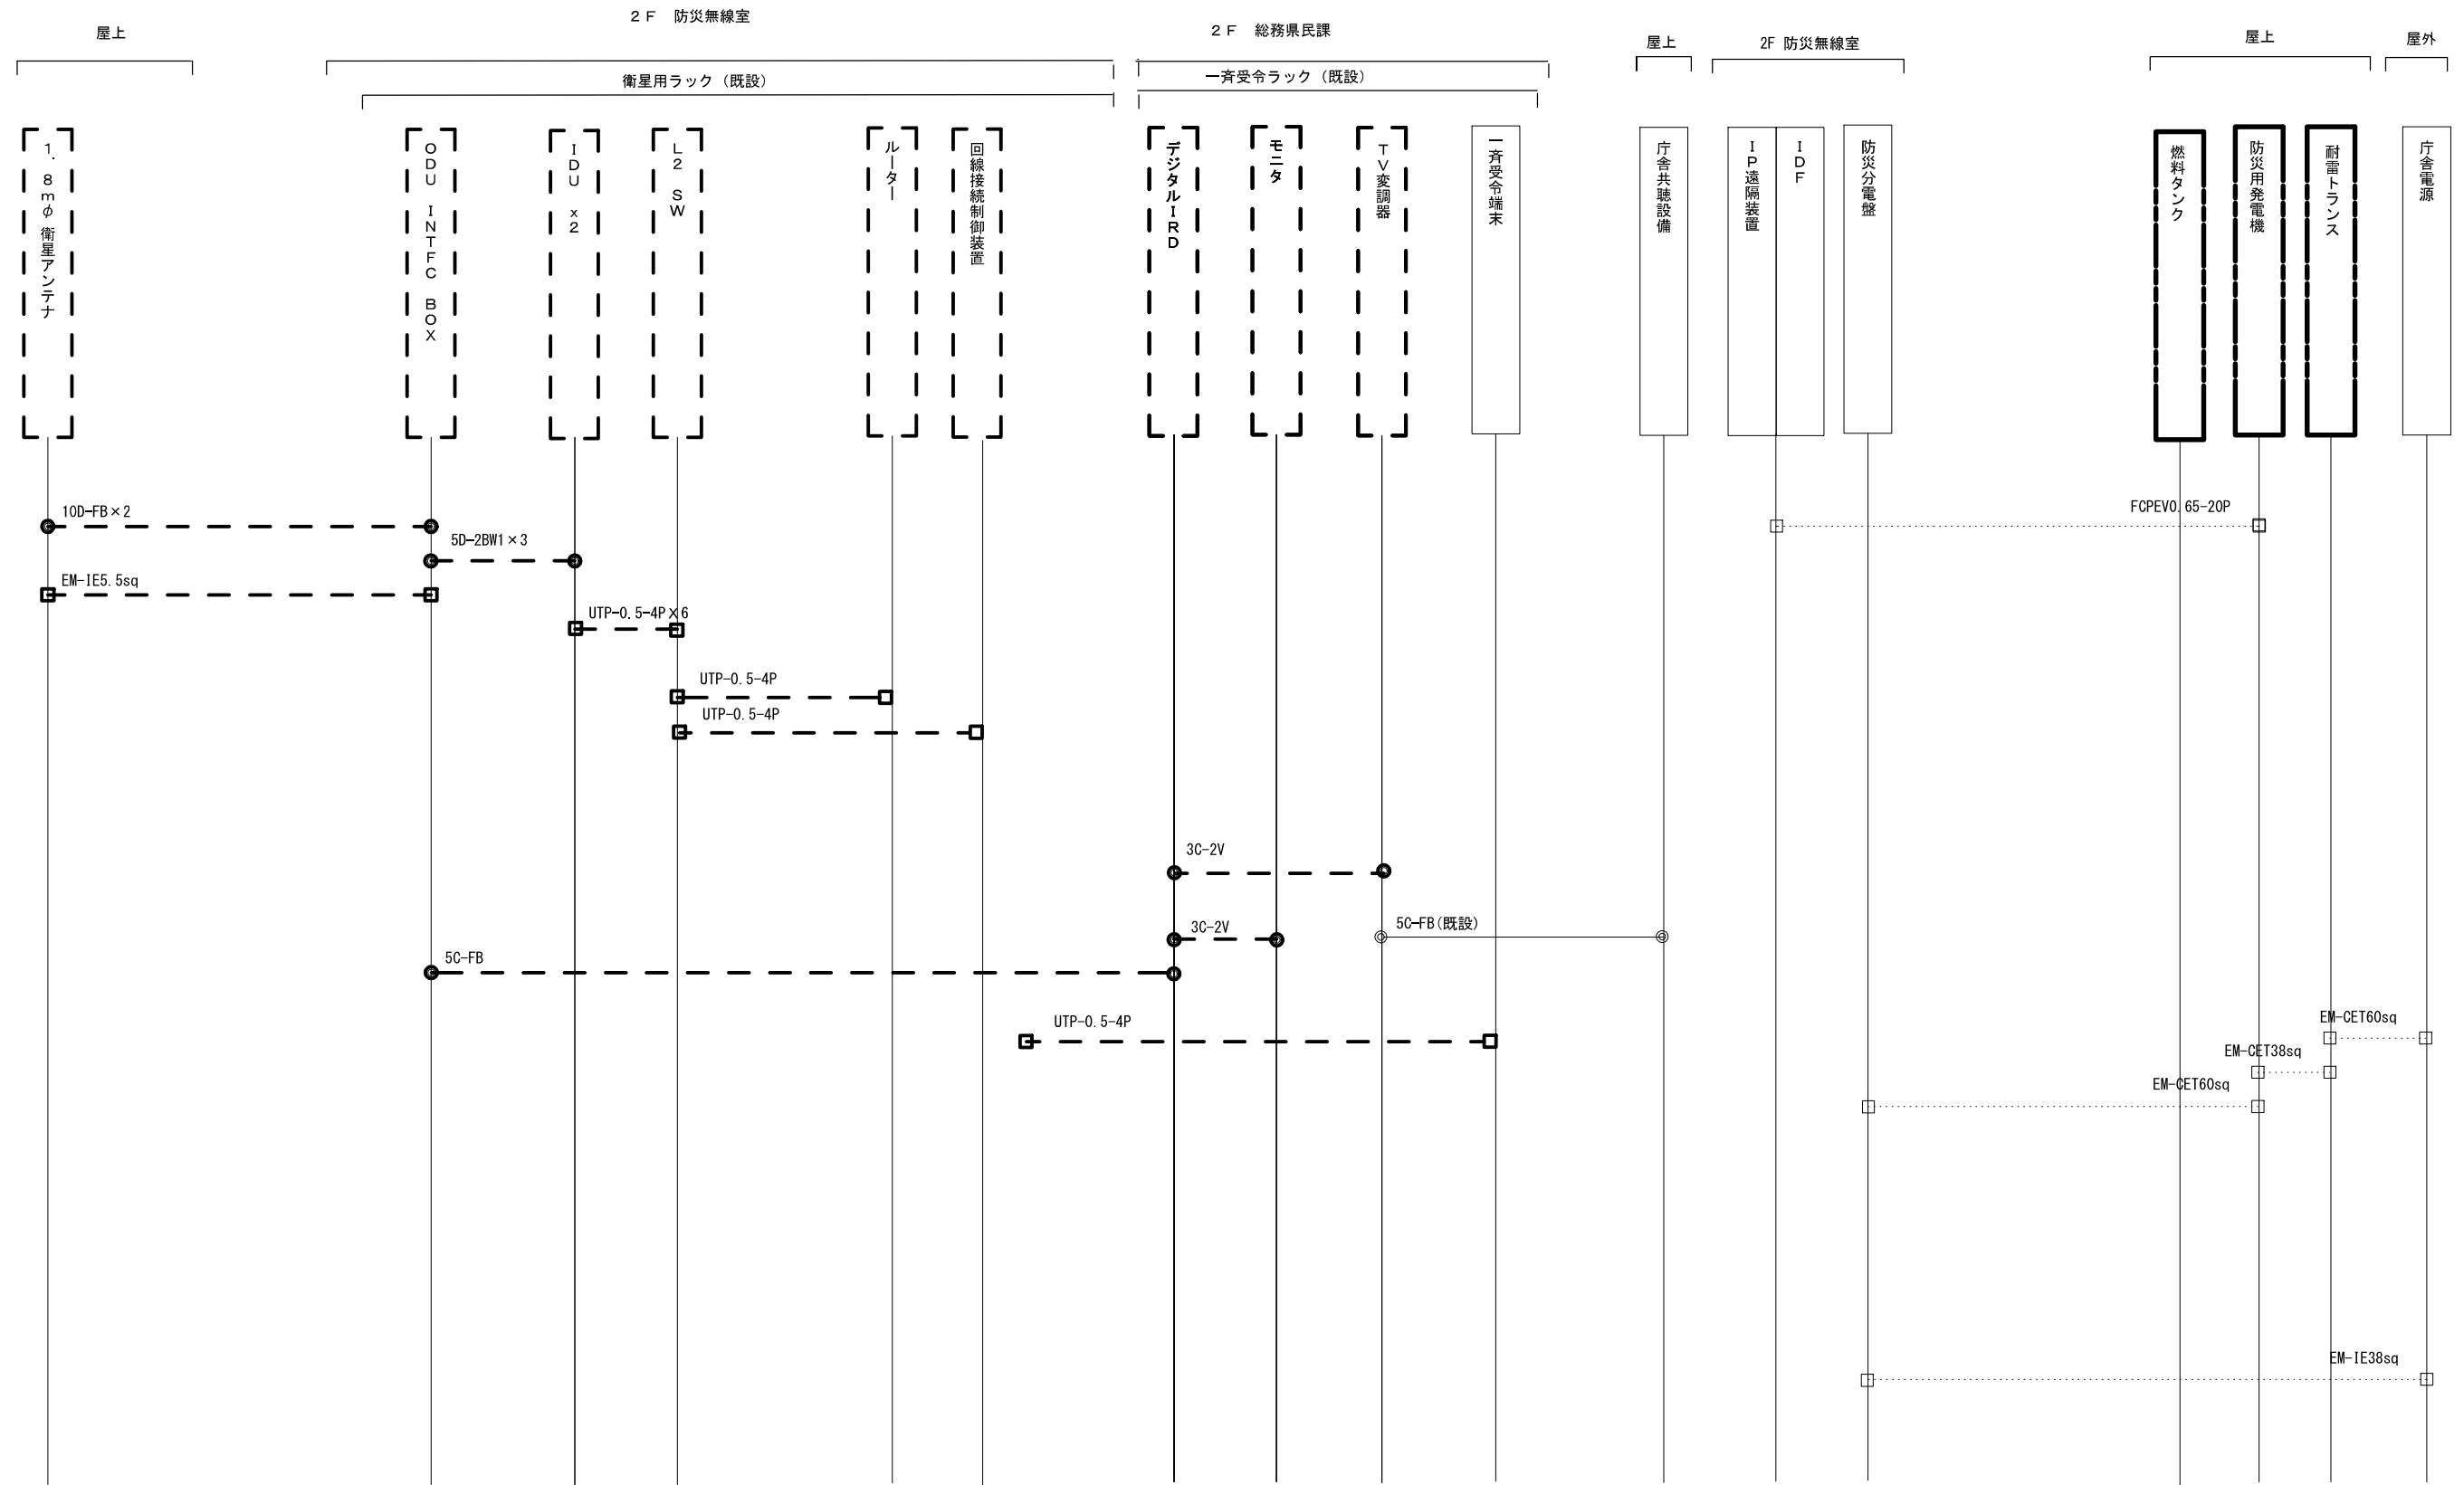 屋上
２Ｆ　防災無線室
２Ｆ　総務県民課
屋上
2F 防災無線室
屋上
屋外
衛星用ラック（既設）
一斉受令ラック（既設）
１．８ｍφ衛星アンテナ
ＯＤＵ　ＩＮＴＦＣ　ＢＯＸ
ＩＤＵ　x２
Ｌ２　ＳＷ
ルーター
回線接続制御装置
デジタルＩＲＤ
モニタ
ＴＶ変調器
一斉受令端末
庁舎共聴設備
ＩＰ遠隔装置
ＩＤＦ
防災分電盤
燃料タンク
防災用発電機
耐雷トランス
庁舎電源
10D-FB×2
FCPEV0.65-20P
5D-2BW1×3
EM-IE5.5sq
UTP-0.5-4P×6
UTP-0.5-4P
UTP-0.5-4P
3C-2V
3C-2V
5C-FB(既設)
5C-FB
UTP-0.5-4P
EM-CET60sq
EM-CET38sq
EM-CET60sq
EM-IE38sq